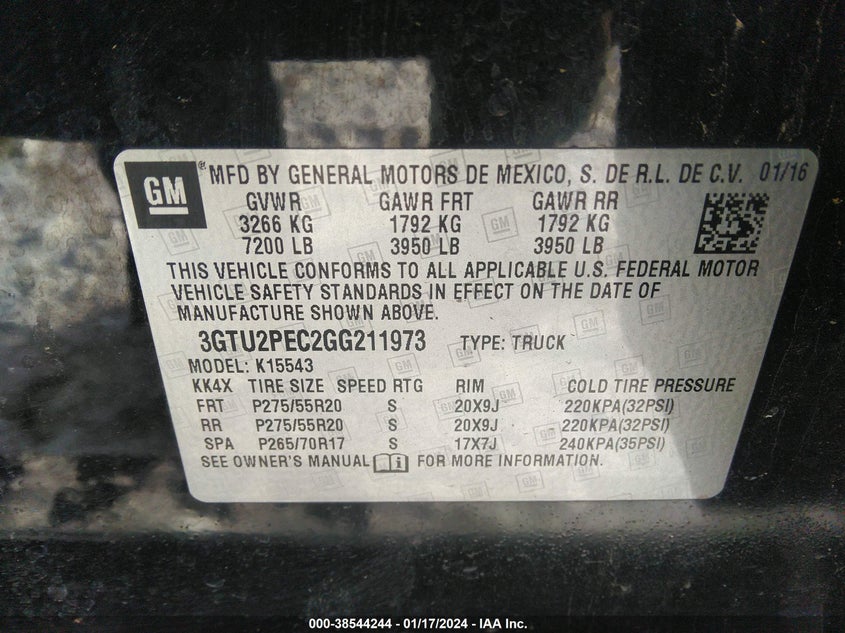 GM ® MFD BY GENERAL MOTORS DE MEXICO, S. DE R.L. DE C.V. 01/16
GVWR GAWR FRT GAWR RR
3266 KG 1792 KG 1792 KG
7200 LB 3950 LB 3950 LB
THIS VEHICLE CONFORMS TO ALL APPLICABLE U.S. FEDERAL MOTOR
VEHICLE SAFETY STANDARDS IN EFFECT ON THE DATE OF
MANUFACTURE SHOWN ABOVE.
3GTU2PEC2GG211973 TYPE: TRUCK
MODEL: K15543
KK4X TIRE SIZE SPEED RTG RIM COLD TIRE PRESSURE
FRT P275/55R20 S 20X9J 220KPA(32PSI)
RR P275/55R20 S 20X9J 220KPA(32PSI)
SPA P265/70R17 S 17X7J 240KPA(35PSI)
SEE OWNER'S MANUAL FOR MORE INFORMATION.
000-38544244 - 01/17/2024 - IAA Inc.